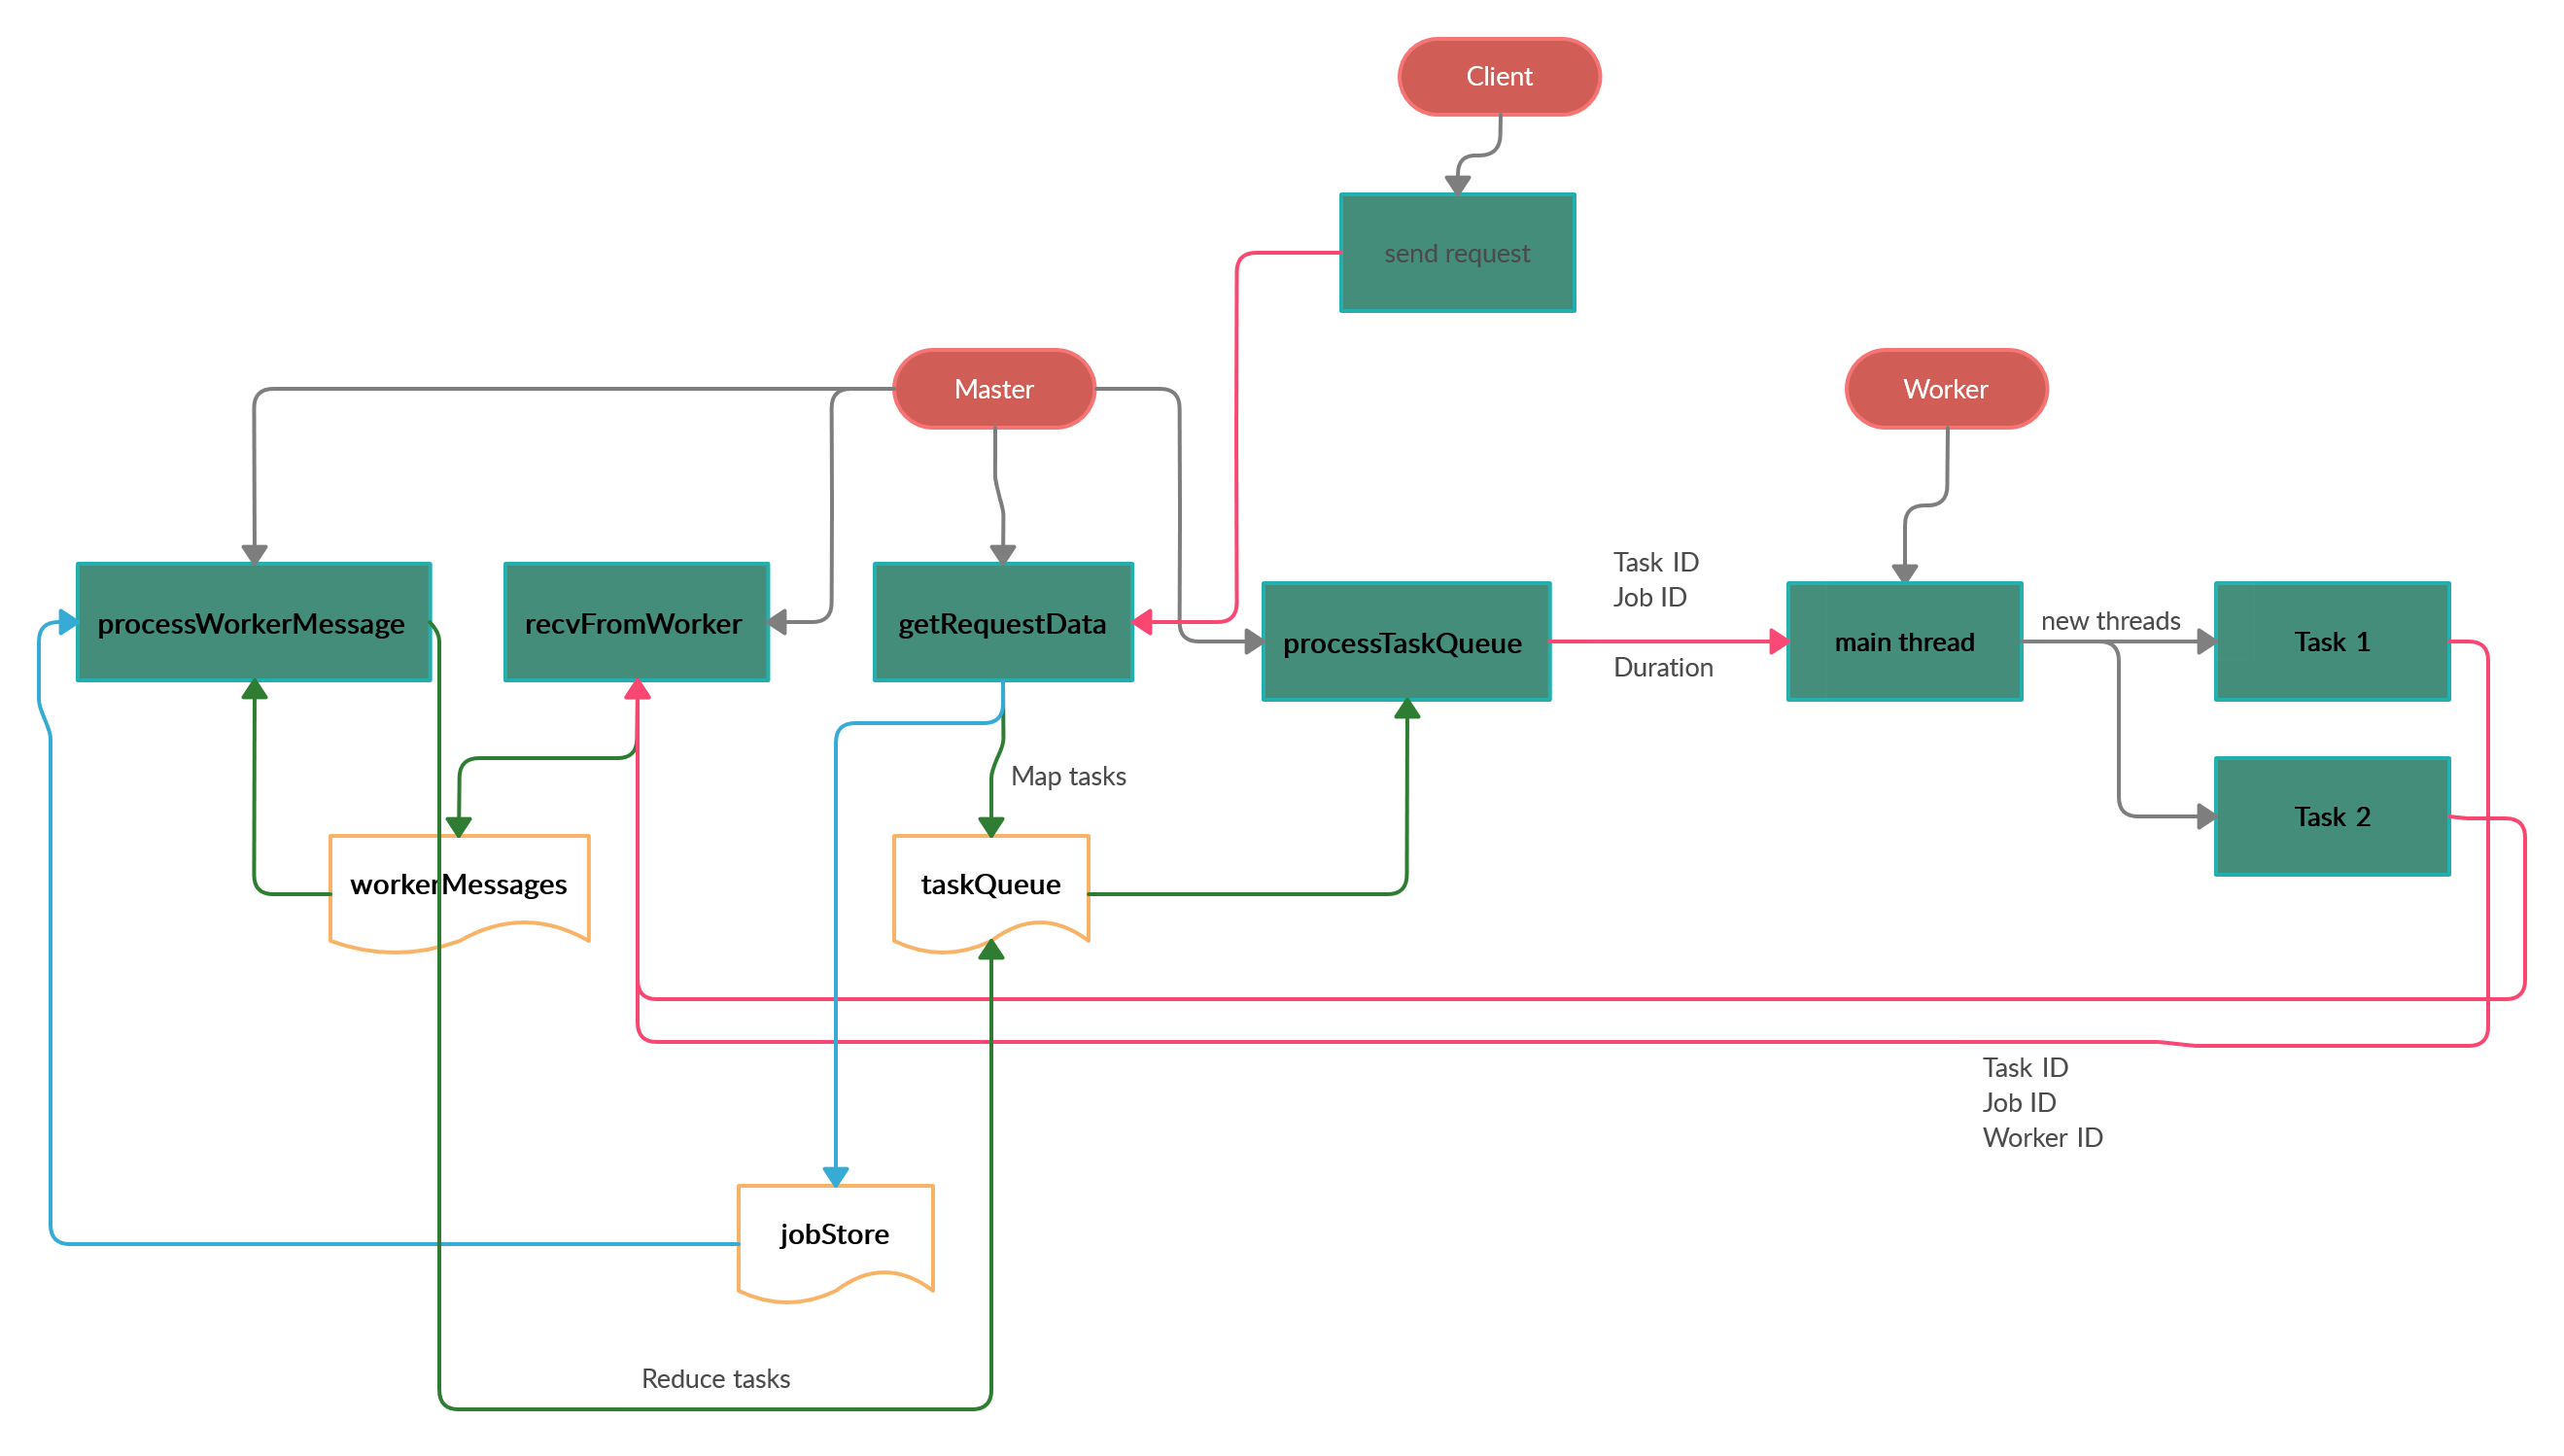 Client
send request
Master
Worker
processWorkerMessage
recvFromWorker
getRequestData
processTaskQueue
Task ID
Job ID
Duration
main thread
new threads
Task 1
Task 2
Map tasks
workerMessages
taskQueue
Task ID
Job ID
Worker ID
jobStore
Reduce tasks